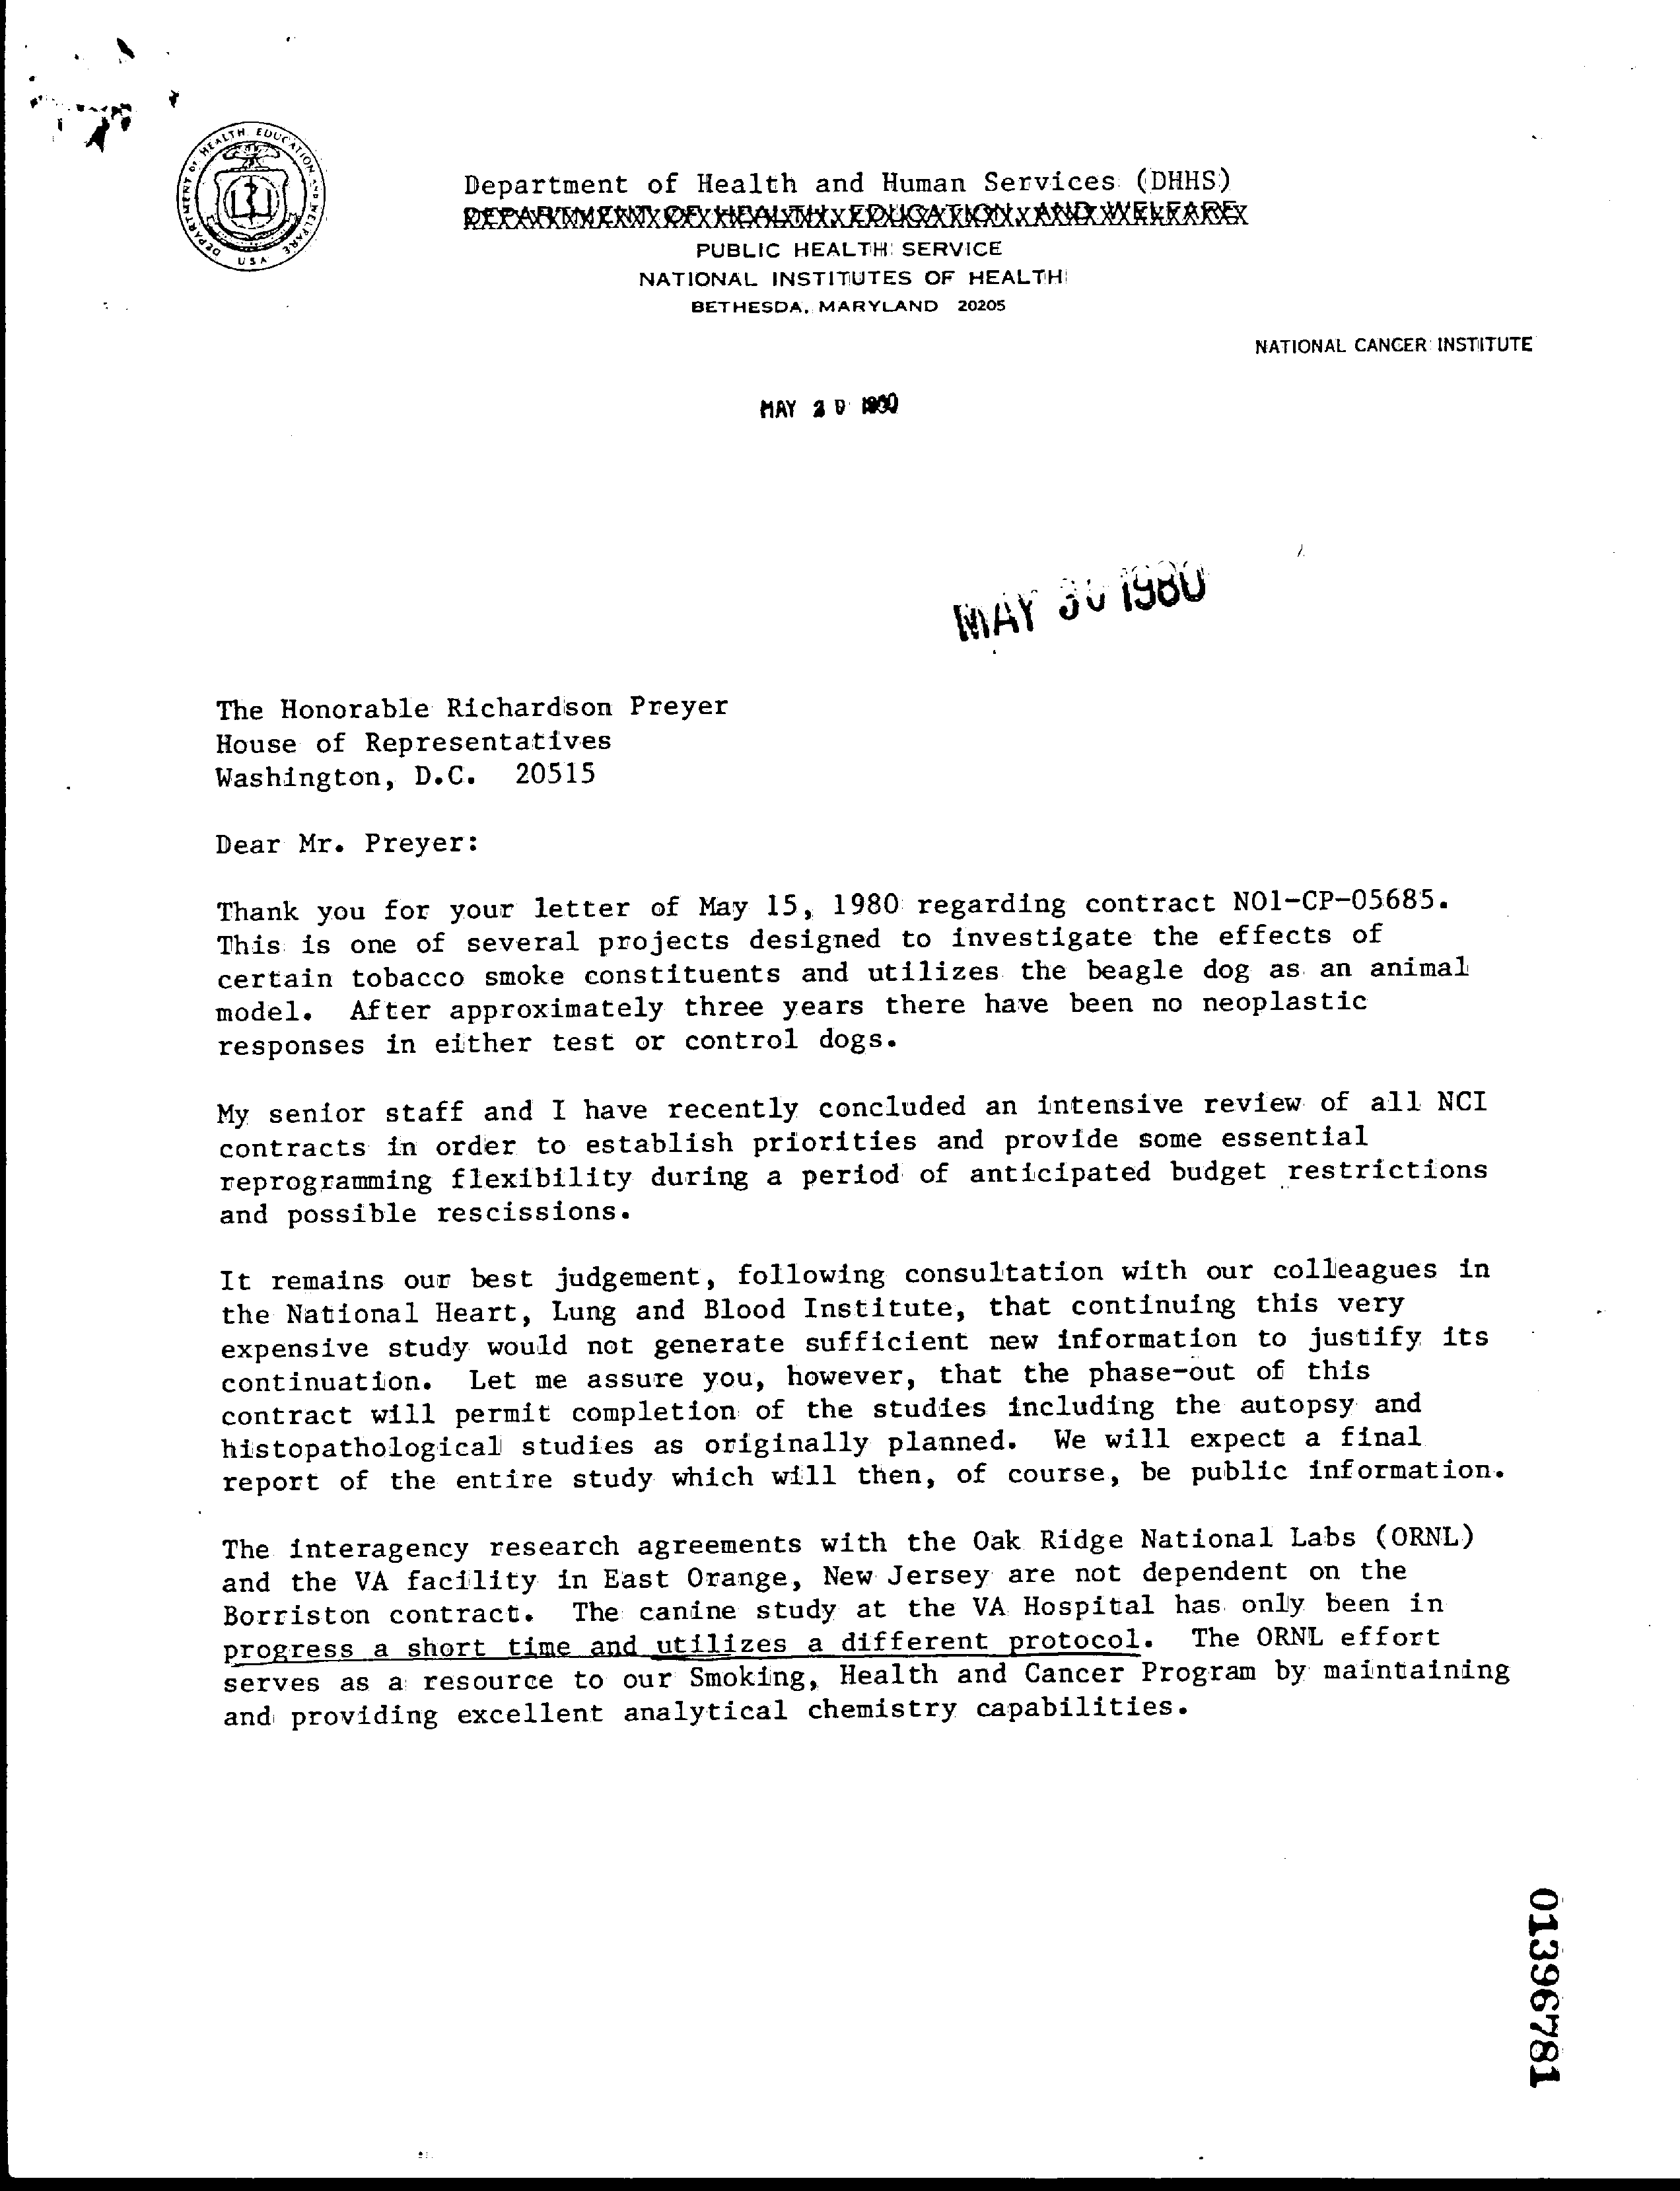 DEPARTMENT OF HEALTH, EDUCATION AND WELFARE
USA
Department of Health and Human Services (DHHS)
DEPARTMENT OF HEALTH, EDUCATION, AND WELFARE
PUBLIC HEALTH SERVICE
NATIONAL INSTITUTES OF HEALTH
BETHESDA, MARYLAND 20205
NATIONAL CANCER INSTITUTE
MAY 1980
MAY 30 1980
The Honorable Richardson Preyer
House of Representatives
Washington, D.C. 20515
Dear Mr. Preyer:
Thank you for your letter of May 15, 1980 regarding contract NO1-CP-05685.
This is one of several projects designed to investigate the effects of
certain tobacco smoke constituents and utilizes the beagle dog as an animal
model. After approximately three years there have been no neoplastic
responses in either test or control dogs.
My senior staff and I have recently concluded an intensive review of all NCI
contracts in order to establish priorities and provide some essential
reprogramming flexibility during a period of anticipated budget restrictions
and possible rescissions.
It remains our best judgement, following consultation with our colleagues in
the National Heart, Lung and Blood Institute, that continuing this very
expensive study would not generate sufficient new information to justify its
continuation. Let me assure you, however, that the phase-out of this
contract will permit completion of the studies including the autopsy and
histopathological studies as originally planned. We will expect a final
report of the entire study which will then, of course, be public information.
The interagency research agreements with the Oak Ridge National Labs (ORNL)
and the VA facility in East Orange, New Jersey are not dependent on the
Borriston contract. The canine study at the VA Hospital has only been in
progress a short time and utilizes a different protocol. The ORNL effort
serves as a resource to our Smoking, Health and Cancer Program by maintaining
and providing excellent analytical chemistry capabilities.
01396781